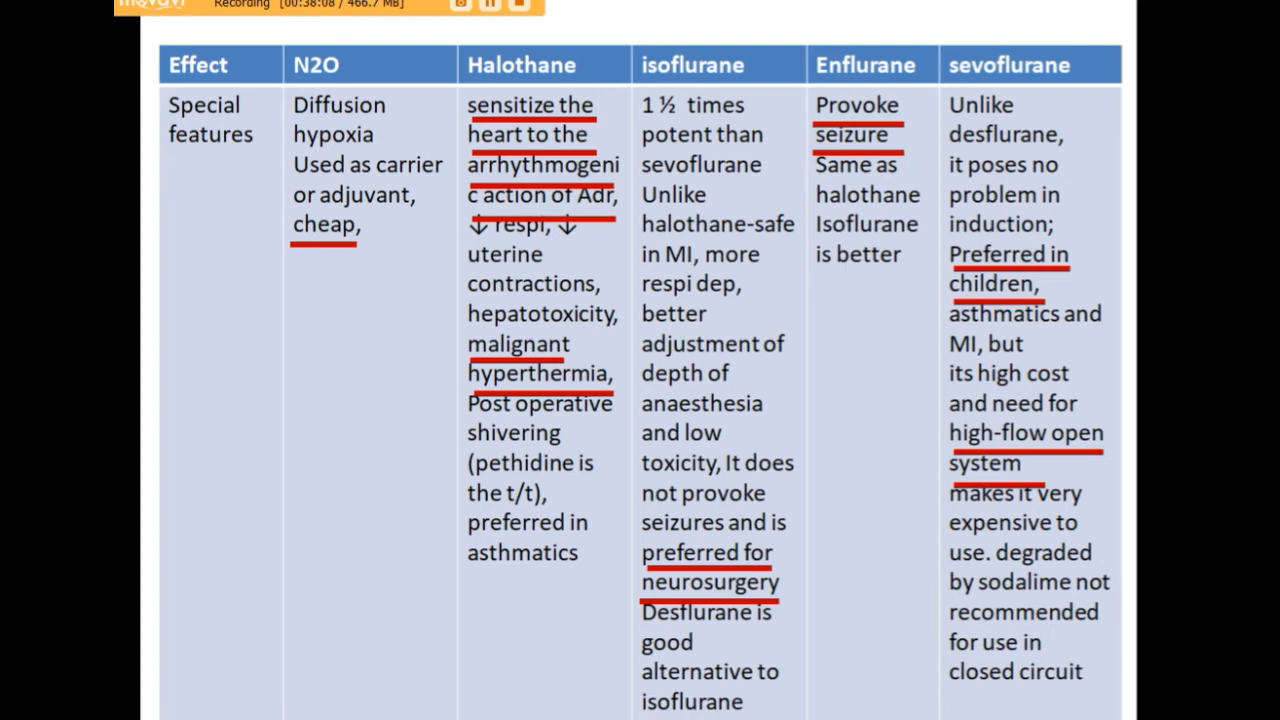 movavi
Recording [00:38:08 / 466.7 MB]
Effect
N2O
Halothane
isoflurane
Enflurane
sevoflurane
Special
features
Diffusion
hypoxia
Used as carrier
or adjuvant,
cheap,
sensitize the
heart to the
arrhythmogeni
c action of Adr,
↓ respi, ↓
uterine
contractions,
hepatotoxicity,
malignant
hyperthermia,
Post operative
shivering
(pethidine is
the t/t),
preferred in
asthmatics
1 ½ times
potent than
sevoflurane
Unlike
halothane-safe
in MI, more
respi dep,
better
adjustment of
depth of
anaesthesia
and low
toxicity, It does
not provoke
seizures and is
preferred for
neurosurgery
Desflurane is
good
alternative to
isoflurane
Provoke
seizure
Same as
halothane
Isoflurane
is better
Unlike
desflurane,
it poses no
problem in
induction;
Preferred in
children,
asthmatics and
MI, but
its high cost
and need for
high-flow open
system
makes it very
expensive to
use. degraded
by sodalime not
recommended
for use in
closed circuit